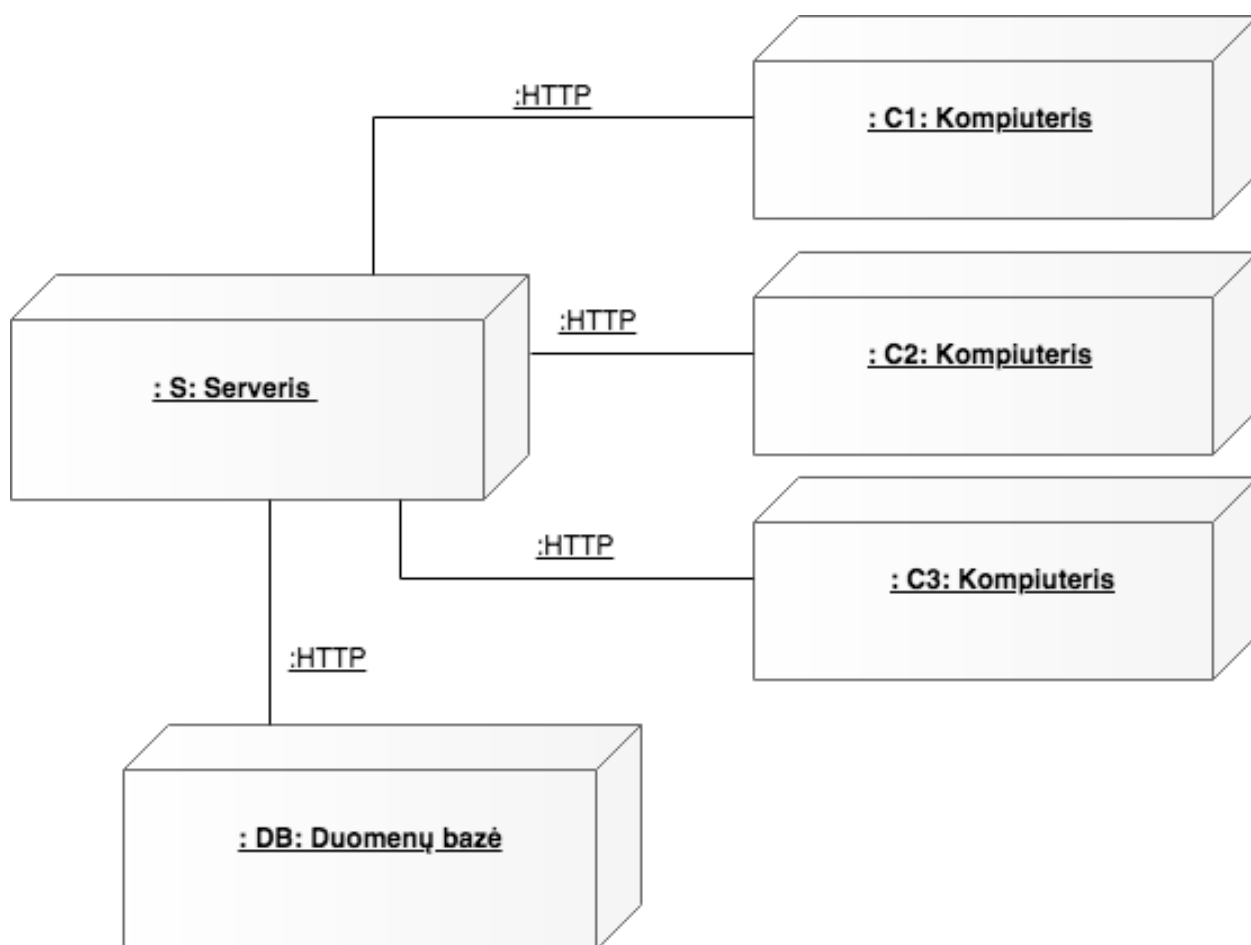 :HTTP
: C1: Kompiuteris
:HTTP
: C2: Kompiuteris
: S: Serveris
:HTTP
: C3: Kompiuteris
:HTTP
: DB: Duomenų bazė